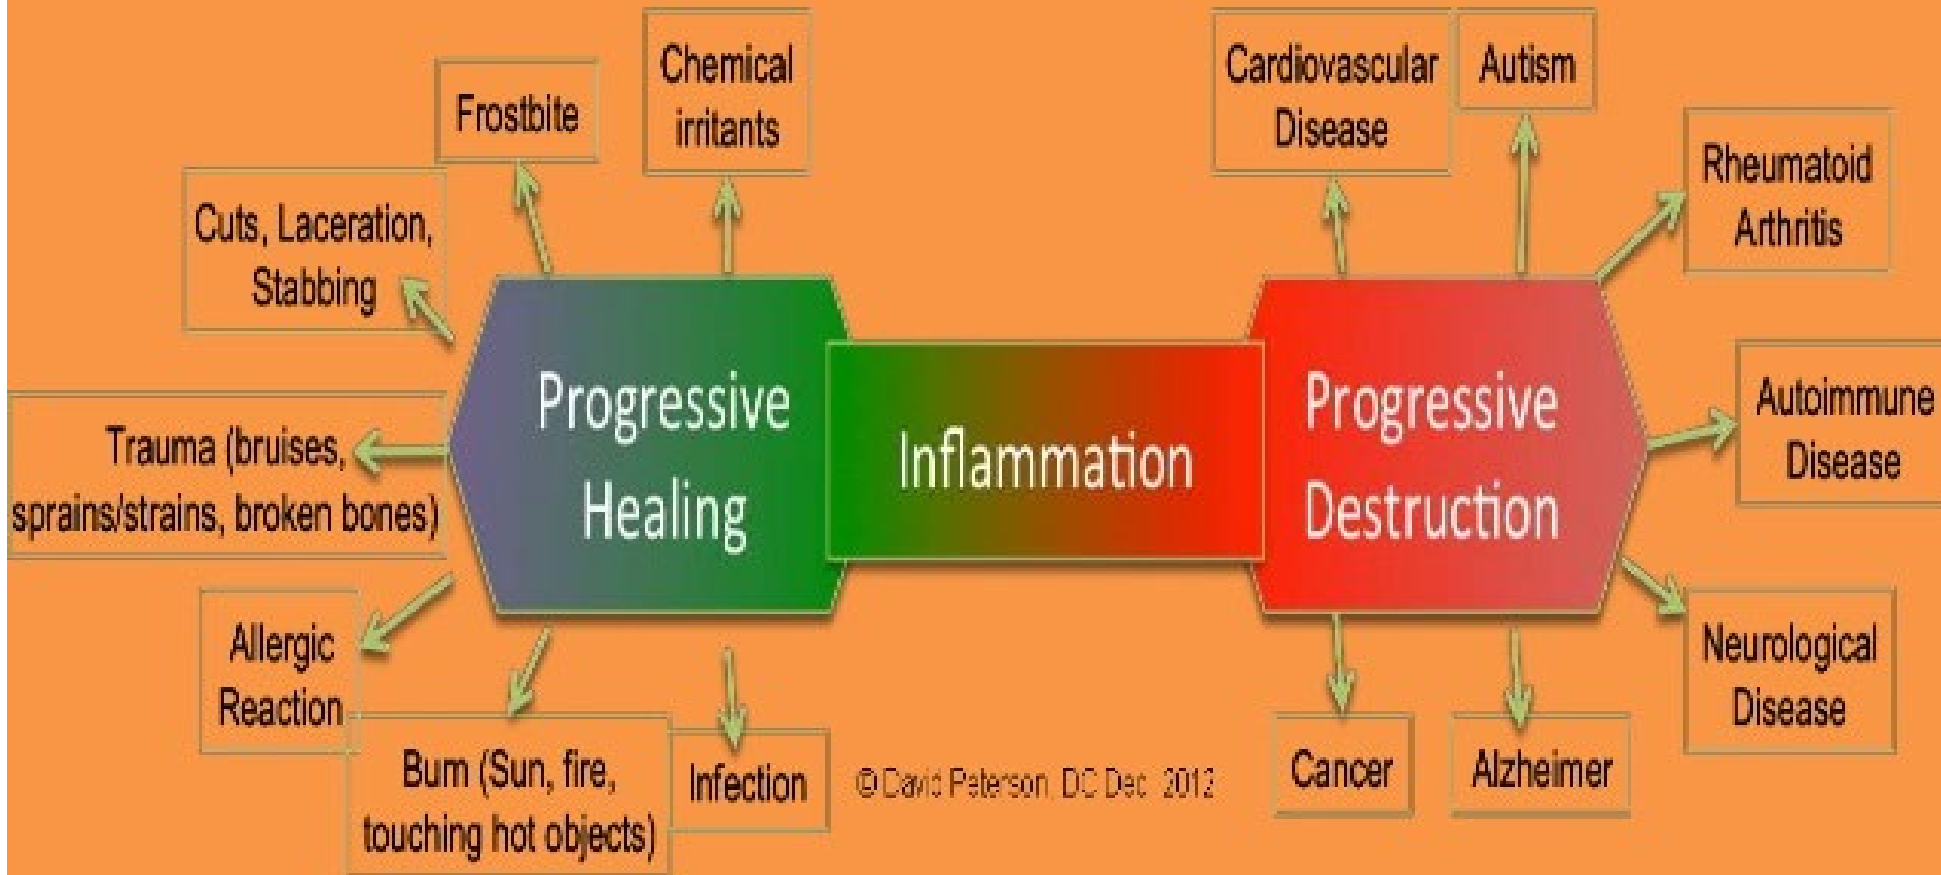 Frostbite
Chemical
irritants
Cuts, Laceration,
Stabbing
Trauma (bruises,
sprains/strains, broken bones)
Allergic
Reaction
Burn (Sun, fire,
touching hot objects)
Infection
Progressive
Healing
Inflammation
Progressive
Destruction
Cardiovascular
Disease
Autism
Rheumatoid
Arthritis
Autoimmune
Disease
Neurological
Disease
Alzheimer
Cancer
© David Peterson, DC Dec. 2012